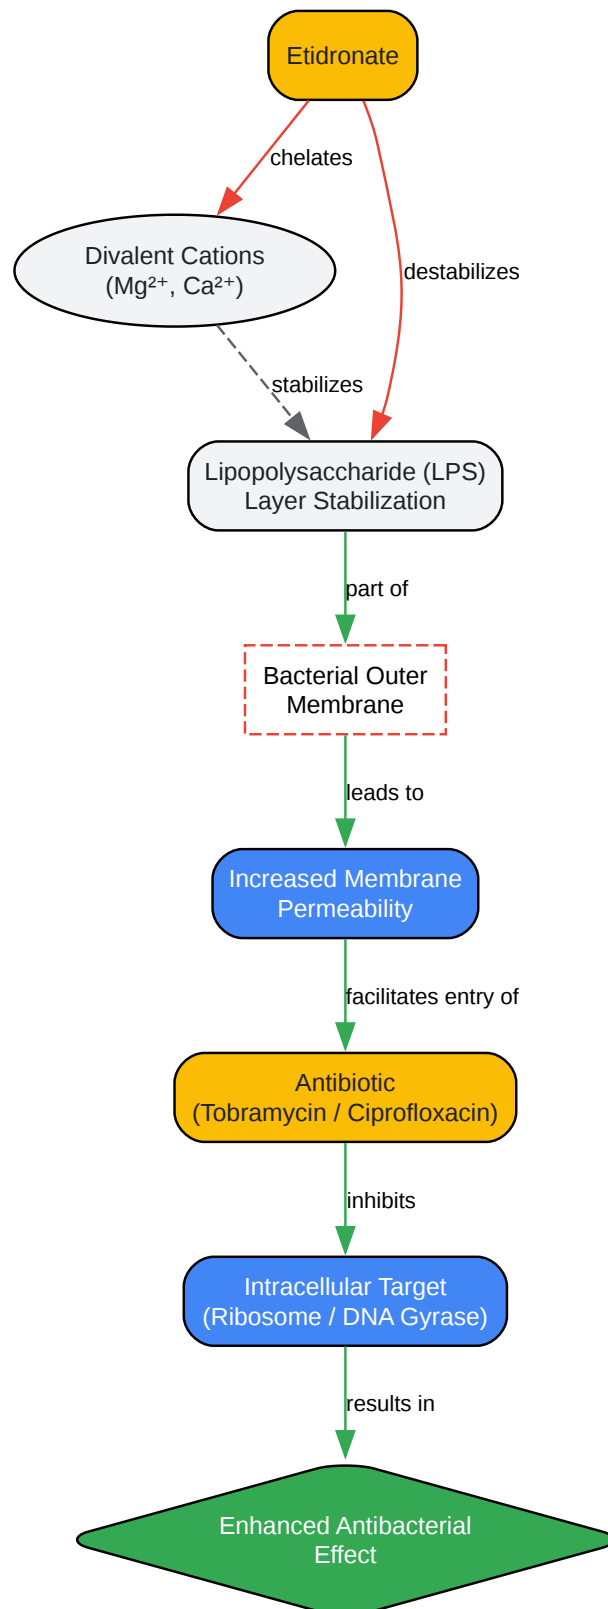 Etidronate
chelates
Divalent Cations
(Mg²⁺, Ca²⁺)
destabilizes
stabilizes
Lipopolysaccharide (LPS)
Layer Stabilization
part of
Bacterial Outer
Membrane
leads to
Increased Membrane
Permeability
facilitates entry of
Antibiotic
(Tobramycin / Ciprofloxacin)
inhibits
Intracellular Target
(Ribosome / DNA Gyrase)
results in
Enhanced Antibacterial
Effect